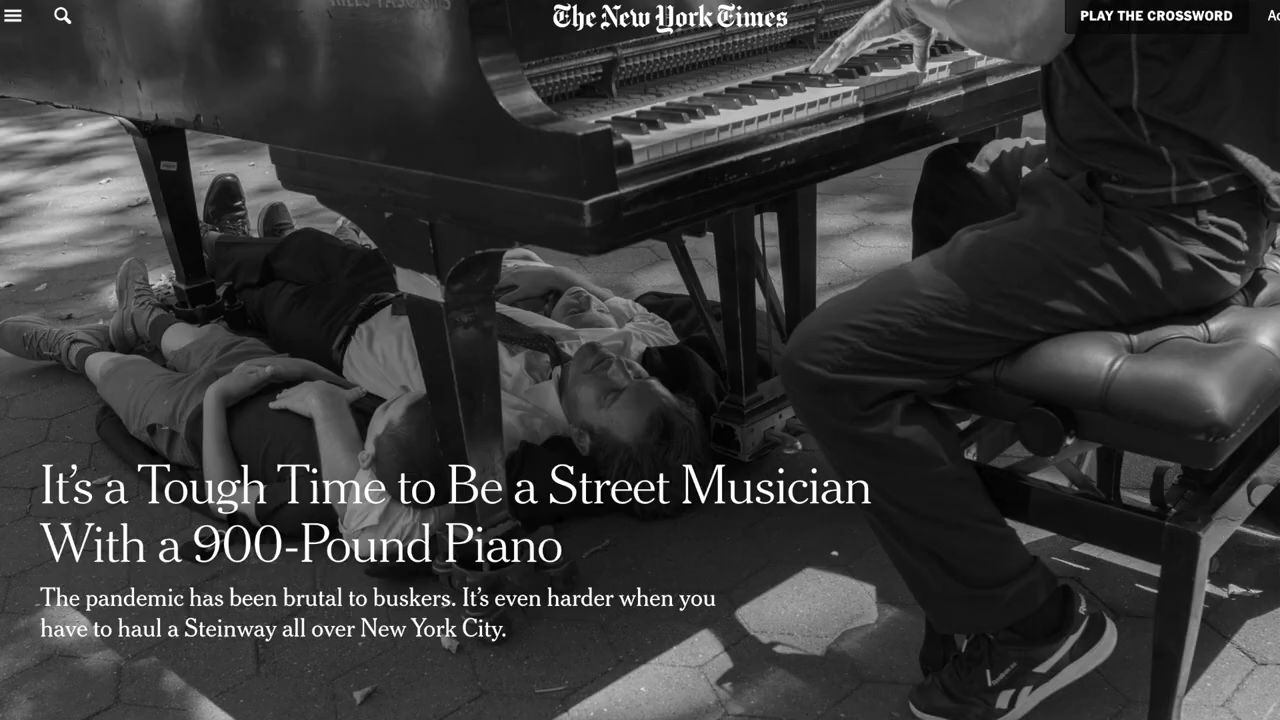 KILLS FASCISTS
The New York Times
PLAY THE CROSSWORD
It's a Tough Time to Be a Street Musician
With a 900-Pound Piano
The pandemic has been brutal to buskers. It's even harder when you
have to haul a Steinway all over New York City.